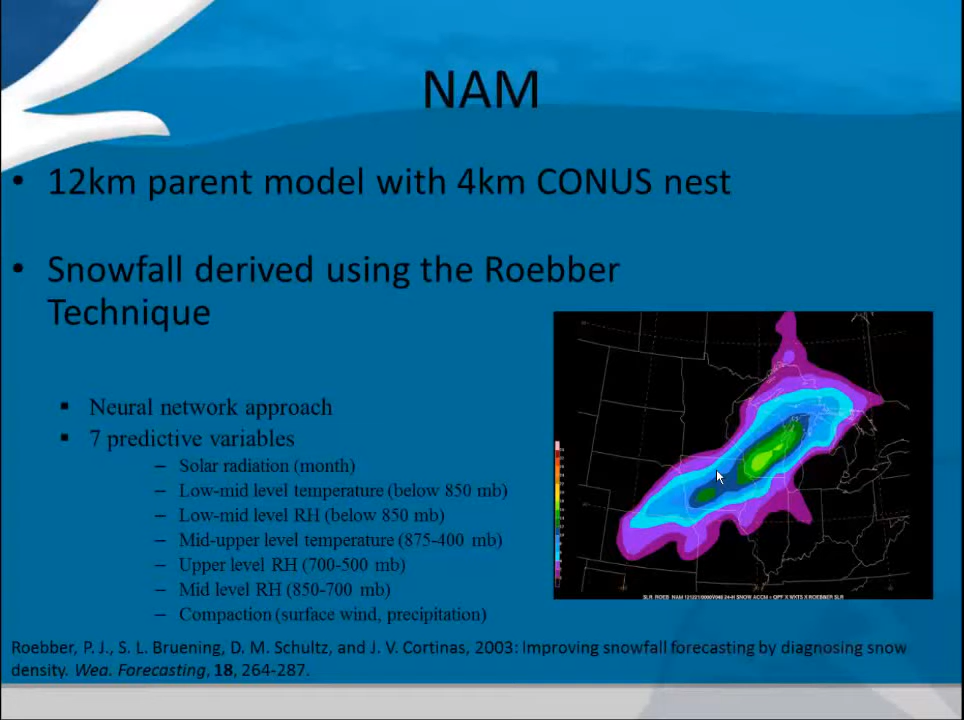 NAM
• 12km parent model with 4km CONUS nest
• Snowfall derived using the Roebber
Technique
▪ Neural network approach
▪ 7 predictive variables
– Solar radiation (month)
– Low-mid level temperature (below 850 mb)
– Low-mid level RH (below 850 mb)
– Mid-upper level temperature (875-400 mb)
– Upper level RH (700-500 mb)
– Mid level RH (850-700 mb)
– Compaction (surface wind, precipitation)
Roebber, P. J., S. L. Bruening, D. M. Schultz, and J. V. Cortinas, 2003: Improving snowfall forecasting by diagnosing snow
density. Wea. Forecasting, 18, 264-287.